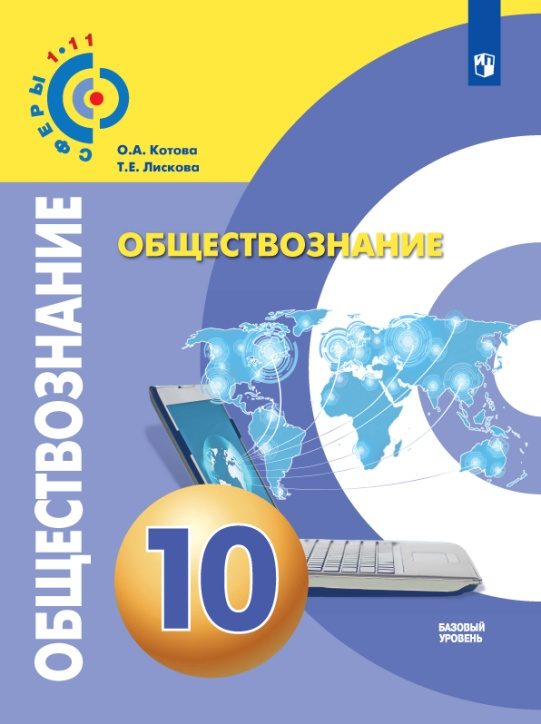 СФЕРЫ 1•11
О.А. Котова
Т.Е. Лискова
ОБЩЕСТВОЗНАНИЕ
ОБЩЕСТВОЗНАНИЕ
10
БАЗОВЫЙ
УРОВЕНЬ